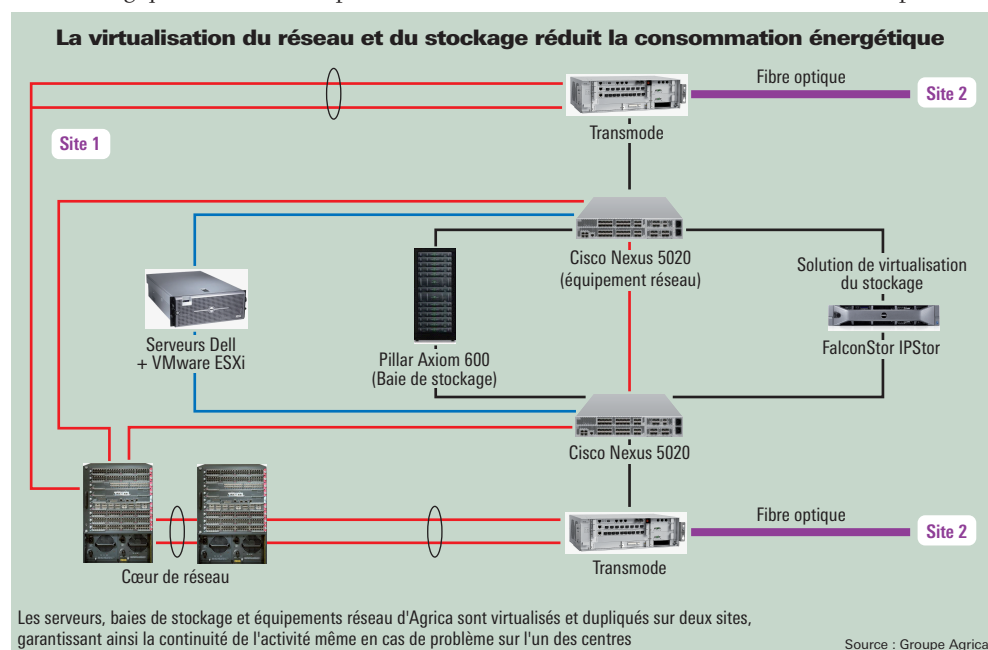 La virtualisation du réseau et du stockage réduit la consommation énergétique
Fibre optique
Site 2
Transmode
Site 1
Cisco Nexus 5020
(équipement réseau)
Solution de virtualisation
du stockage
Serveurs Dell
+ VMware ESXi
Pillar Axiom 600
(Baie de stockage)
FalconStor IPStor
Cisco Nexus 5020
Fibre optique
Site 2
Transmode
Cœur de réseau
Les serveurs, baies de stockage et équipements réseau d'Agrica sont virtualisés et dupliqués sur deux sites,
garantissant ainsi la continuité de l'activité même en cas de problème sur l'un des centres
Source : Groupe Agrica